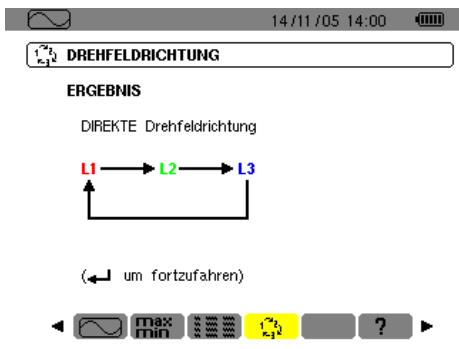 14/11/05 14:00
DREHFELDRICHTUNG
ERGEBNIS
DIREKTE Drehfeldrichtung
L1 L2 L3
(↵ um fortzufahren)
max min ?